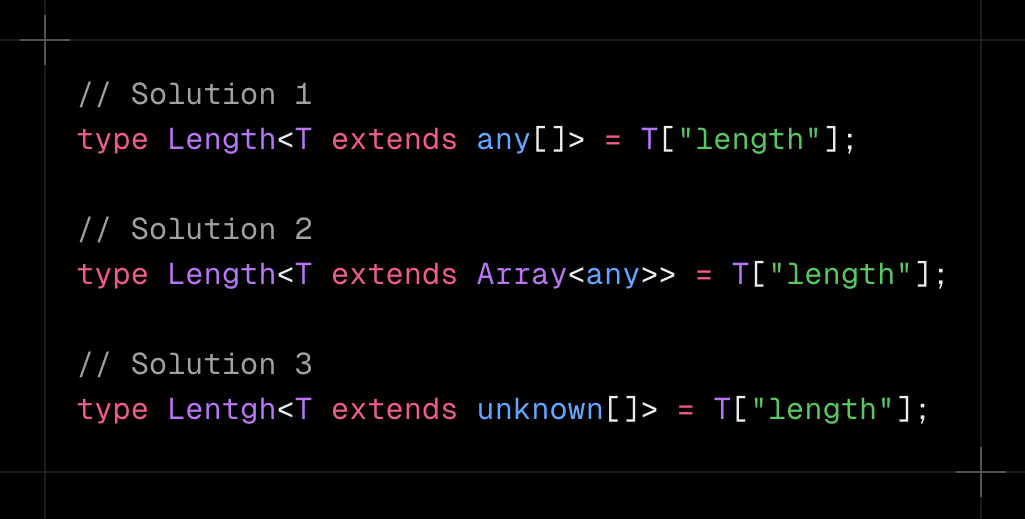 // Solution 1
type Length<T extends any[]> = T["length"];
// Solution 2
type Length<T extends Array<any>> = T["length"];
// Solution 3
type Lentgh<T extends unknown[]> = T["length"];